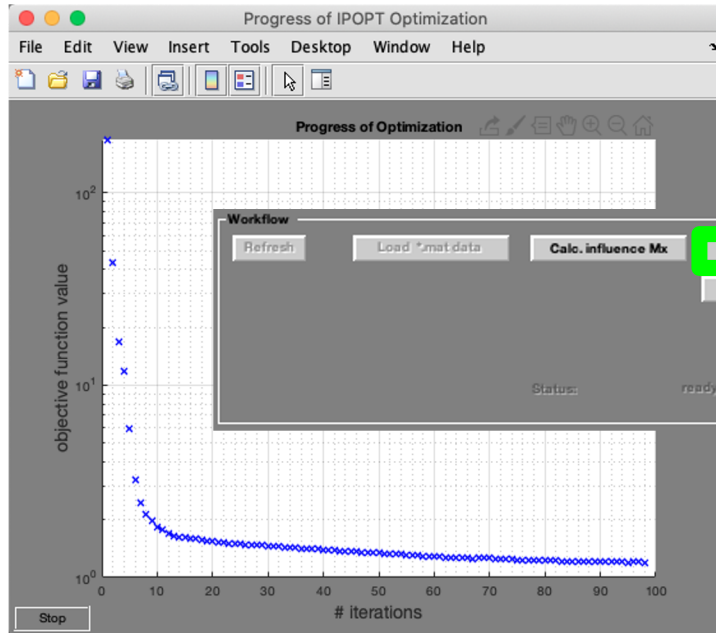 Progress of IPOPT Optimization
File Edit View Insert Tools Desktop Window Help
Progress of Optimization
10²
10¹
10⁰
objective function value
Workflow
Refresh Load *.mat data Calc. influence Mx
Status: ready
0 10 20 30 40 50 60 70 80 90 100
# iterations
Stop